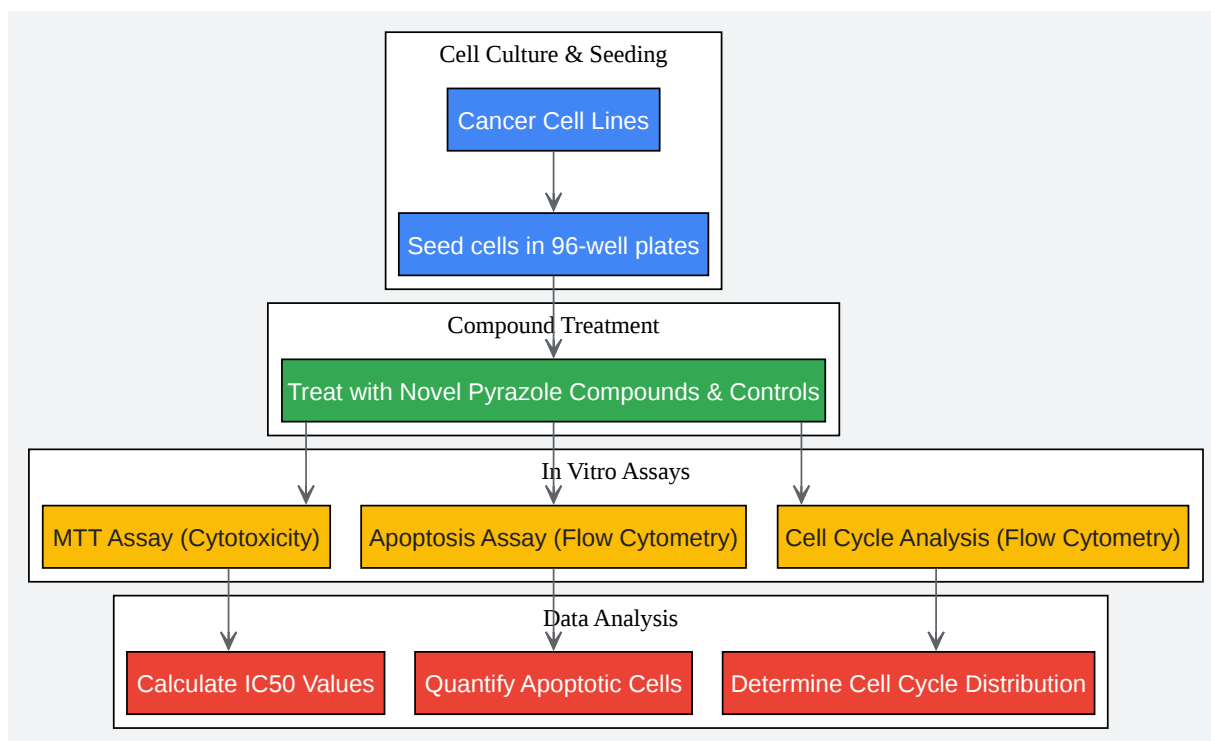 Cell Culture & Seeding
Cancer Cell Lines
Seed cells in 96-well plates
Compound Treatment
Treat with Novel Pyrazole Compounds & Controls
In Vitro Assays
MTT Assay (Cytotoxicity)
Apoptosis Assay (Flow Cytometry)
Cell Cycle Analysis (Flow Cytometry)
Data Analysis
Calculate IC50 Values
Quantify Apoptotic Cells
Determine Cell Cycle Distribution